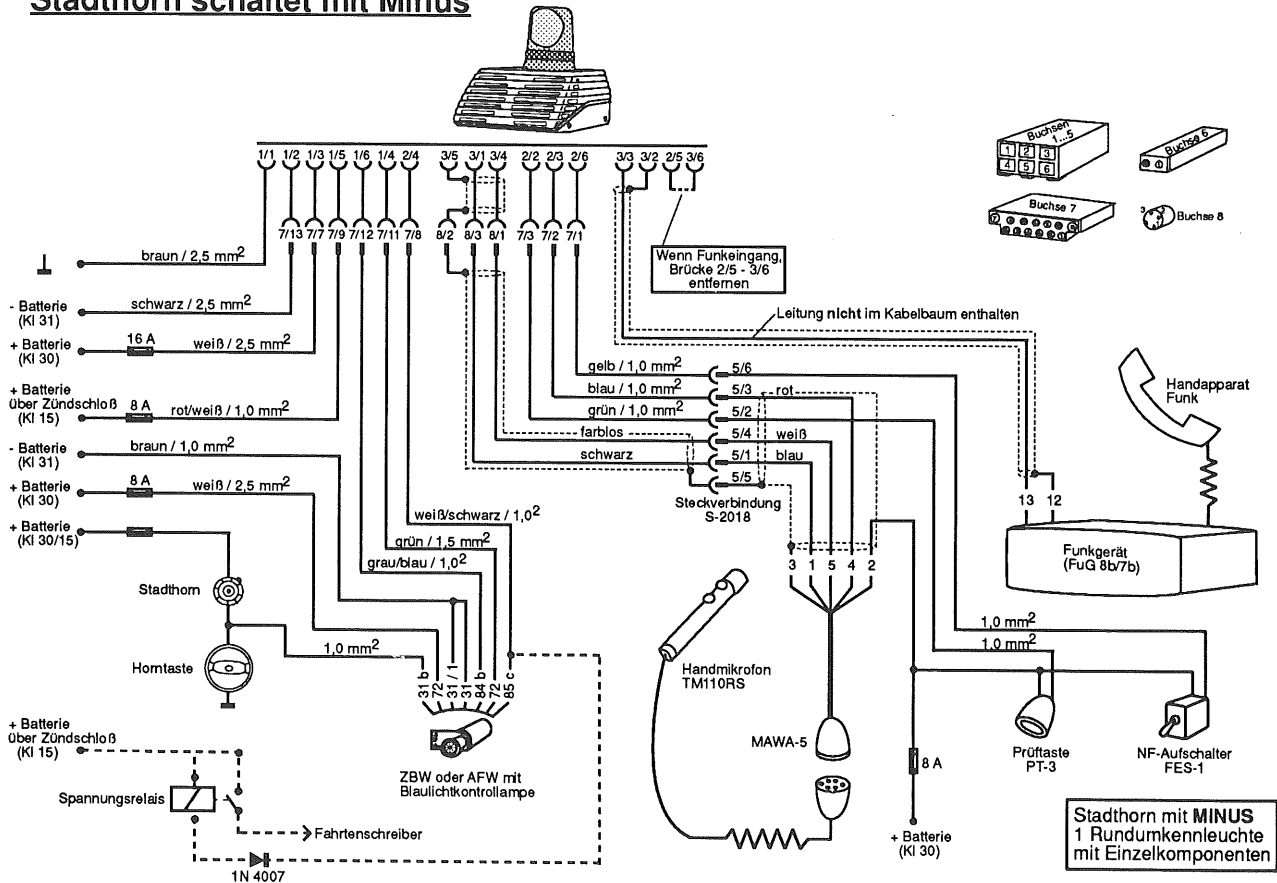 Stadthorn schaltet mit Minus
Buchsen
1...5
1 2 3
4 5 6
Buchse 6
Buchse 7
Buchse 8
1/1 1/2 1/3 1/5 1/6 1/4 2/4 3/5 3/1 3/4 2/2 2/3 2/6 3/3 3/2 2/5 3/6
7/13 7/7 7/9 7/12 7/11 7/8 8/2 8/3 8/1 7/3 7/2 7/1
Wenn Funkeingang,
Brücke 2/5 - 3/6
entfernen
braun / 2,5 mm2
- Batterie
(Kl 31)
schwarz / 2,5 mm2
+ Batterie
(Kl 30)
16 A
weiß / 2,5 mm2
+ Batterie
über Zündschloß
(Kl 15)
8 A
rot/weiß / 1,0 mm2
- Batterie
(Kl 31)
braun / 1,0 mm2
+ Batterie
(Kl 30)
8 A
weiß / 2,5 mm2
+ Batterie
(Kl 30/15)
Leitung nicht im Kabelbaum enthalten
gelb / 1,0 mm2
5/6
blau / 1,0 mm2
5/3
rot
grün / 1,0 mm2
5/2
farblos
5/4
weiß
schwarz
5/1
blau
5/5
Steckverbindung
S-2018
Handapparat
Funk
13 12
Funkgerät
(FuG 8b/7b)
weiß/schwarz / 1,02
grün / 1,5 mm2
grau/blau / 1,02
3 1 5 4 2
Stadthorn
Horntaste
1,0 mm2
31 b
72
31 / 1
31
84 b
72
85 c
ZBW oder AFW mit
Blaulichtkontrollampe
Handmikrofon
TM110RS
MAWA-5
1,0 mm2
1,0 mm2
8 A
+ Batterie
(Kl 30)
Prüftaste
PT-3
NF-Aufschalter
FES-1
+ Batterie
über Zündschloß
(Kl 15)
Spannungsrelais
Fahrtenschreiber
1N 4007
Stadthorn mit MINUS
1 Rundumkennleuchte
mit Einzelkomponenten